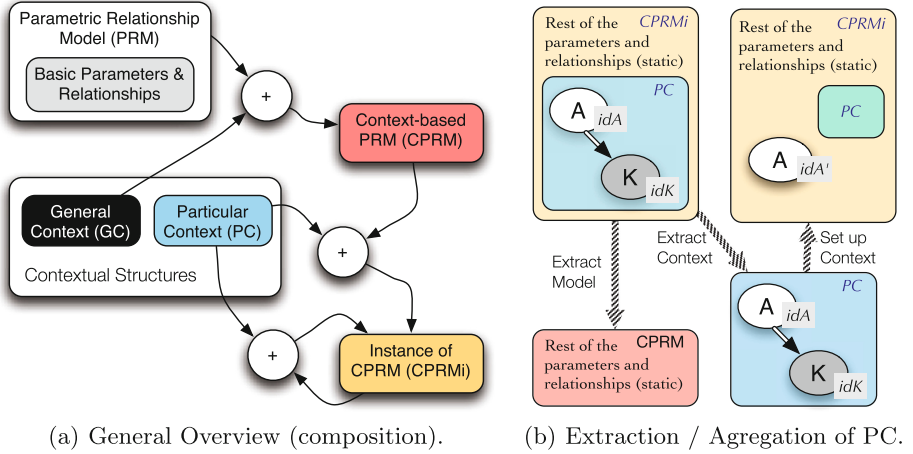 Parametric Relationship
Model (PRM)
Basic Parameters &
Relationships
+
Context-based
PRM (CPRM)
General
Context (GC)
Particular
Context (PC)
Contextual Structures
+
+
Instance of
CPRM (CPRMi)
(a) General Overview (composition).
Rest of the CPRMi
parameters and
relationships (static)
PC
A
idA
K
idK
Rest of the CPRMi
parameters and
relationships (static)
PC
A
idA'
Extract
Model
Extract
Context
Set up
Context
Rest of the CPRM
parameters and
relationships (static)
PC
A
idA
K
idK
(b) Extraction / Agregation of PC.